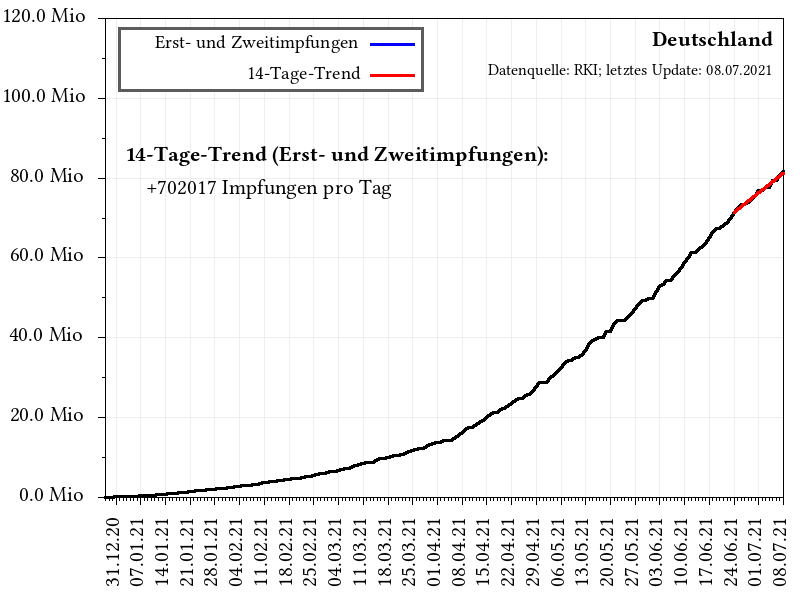 120.0 Mio
100.0 Mio
80.0 Mio
60.0 Mio
40.0 Mio
20.0 Mio
0.0 Mio
Erst- und Zweitimpfungen
14-Tage-Trend
Deutschland
Datenquelle: RKI; letztes Update: 08.07.2021
14-Tage-Trend (Erst- und Zweitimpfungen):
+702017 Impfungen pro Tag
31.12.20
07.01.21
14.01.21
21.01.21
28.01.21
04.02.21
11.02.21
18.02.21
25.02.21
04.03.21
11.03.21
18.03.21
25.03.21
01.04.21
08.04.21
15.04.21
22.04.21
29.04.21
06.05.21
13.05.21
20.05.21
27.05.21
03.06.21
10.06.21
17.06.21
24.06.21
01.07.21
08.07.21